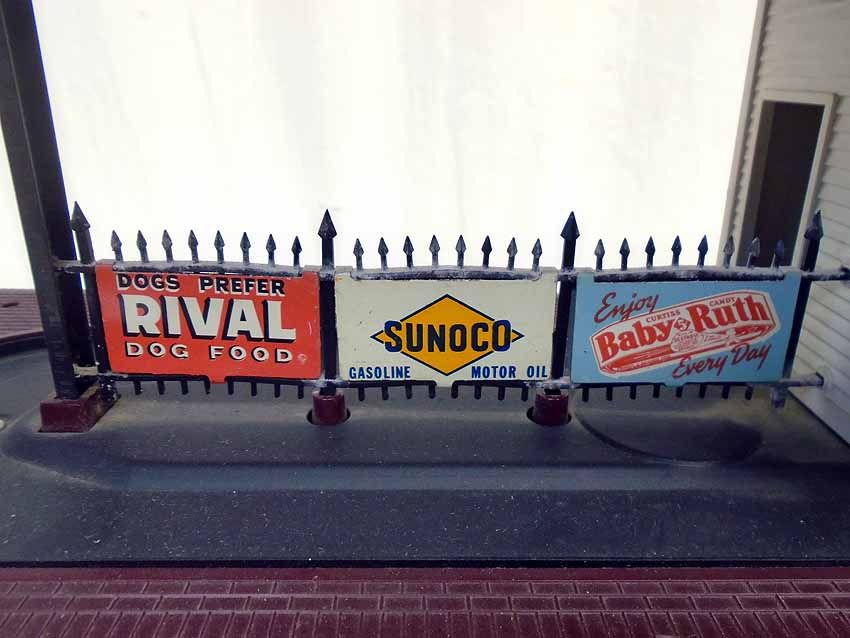 DOGS PREFER
RIVAL
DOG FOOD
SUNOCO
GASOLINE MOTOR OIL
Enjoy
CURTISS CANDY
Baby Ruth
Every Day